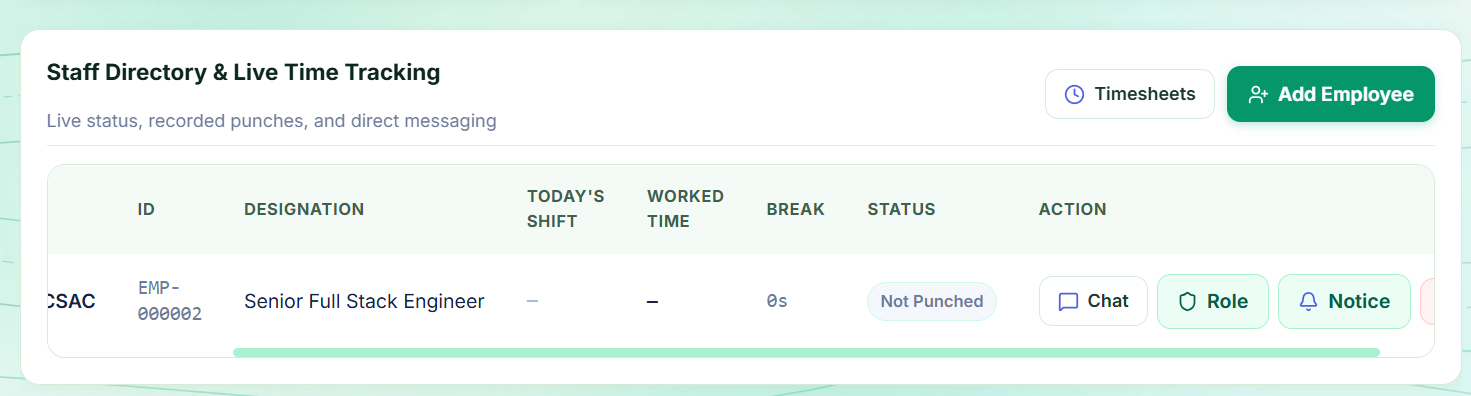 Staff Directory & Live Time Tracking
Live status, recorded punches, and direct messaging
Timesheets
Add Employee
ID
DESIGNATION
TODAY'S
SHIFT
WORKED
TIME
BREAK
STATUS
ACTION
CSAC
EMP-
000002
Senior Full Stack Engineer
—
—
0s
Not Punched
Chat
Role
Notice